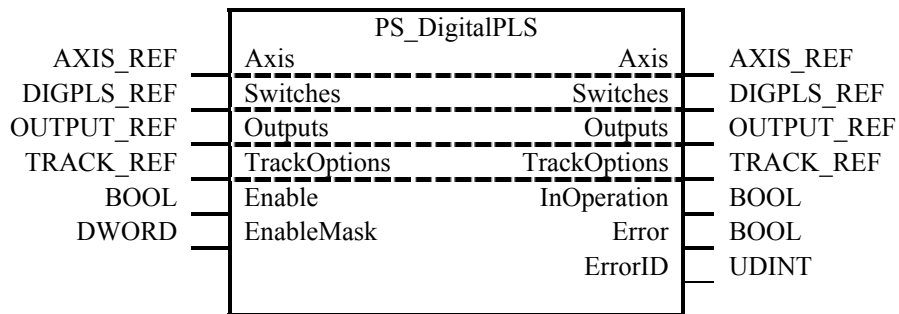 PS_DigitalPLS
AXIS_REF Axis Axis AXIS_REF
DIGPLS_REF Switches Switches DIGPLS_REF
OUTPUT_REF Outputs Outputs OUTPUT_REF
TRACK_REF TrackOptions TrackOptions TRACK_REF
BOOL Enable InOperation BOOL
DWORD EnableMask Error BOOL
ErrorID UDINT